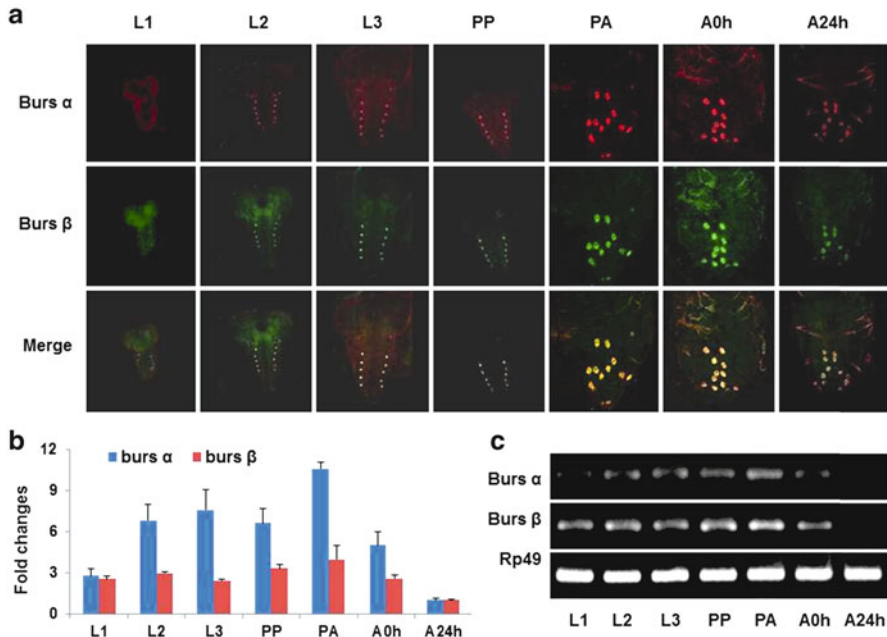 a
L1 L2 L3 PP PA A0h A24h
Burs α
Burs β
Merge
b
burs α burs β
Fold changes
12
9
6
3
0
L1 L2 L3 PP PA A0h A24h
c
Burs α
Burs β
Rp49
L1 L2 L3 PP PA A0h A24h